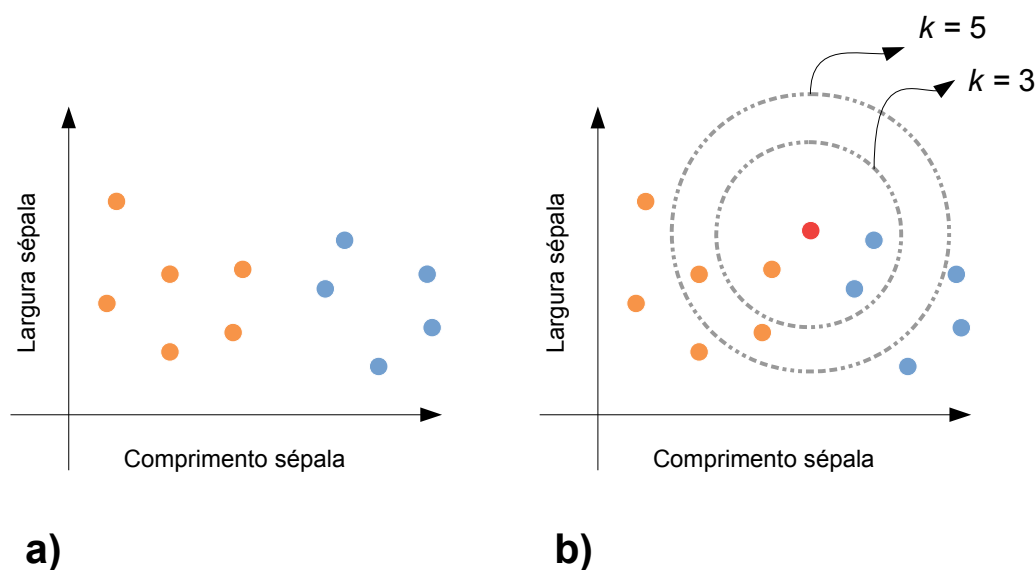 k = 5
k = 3
Largura sépala
Comprimento sépala
Largura sépala
Comprimento sépala
a)
b)